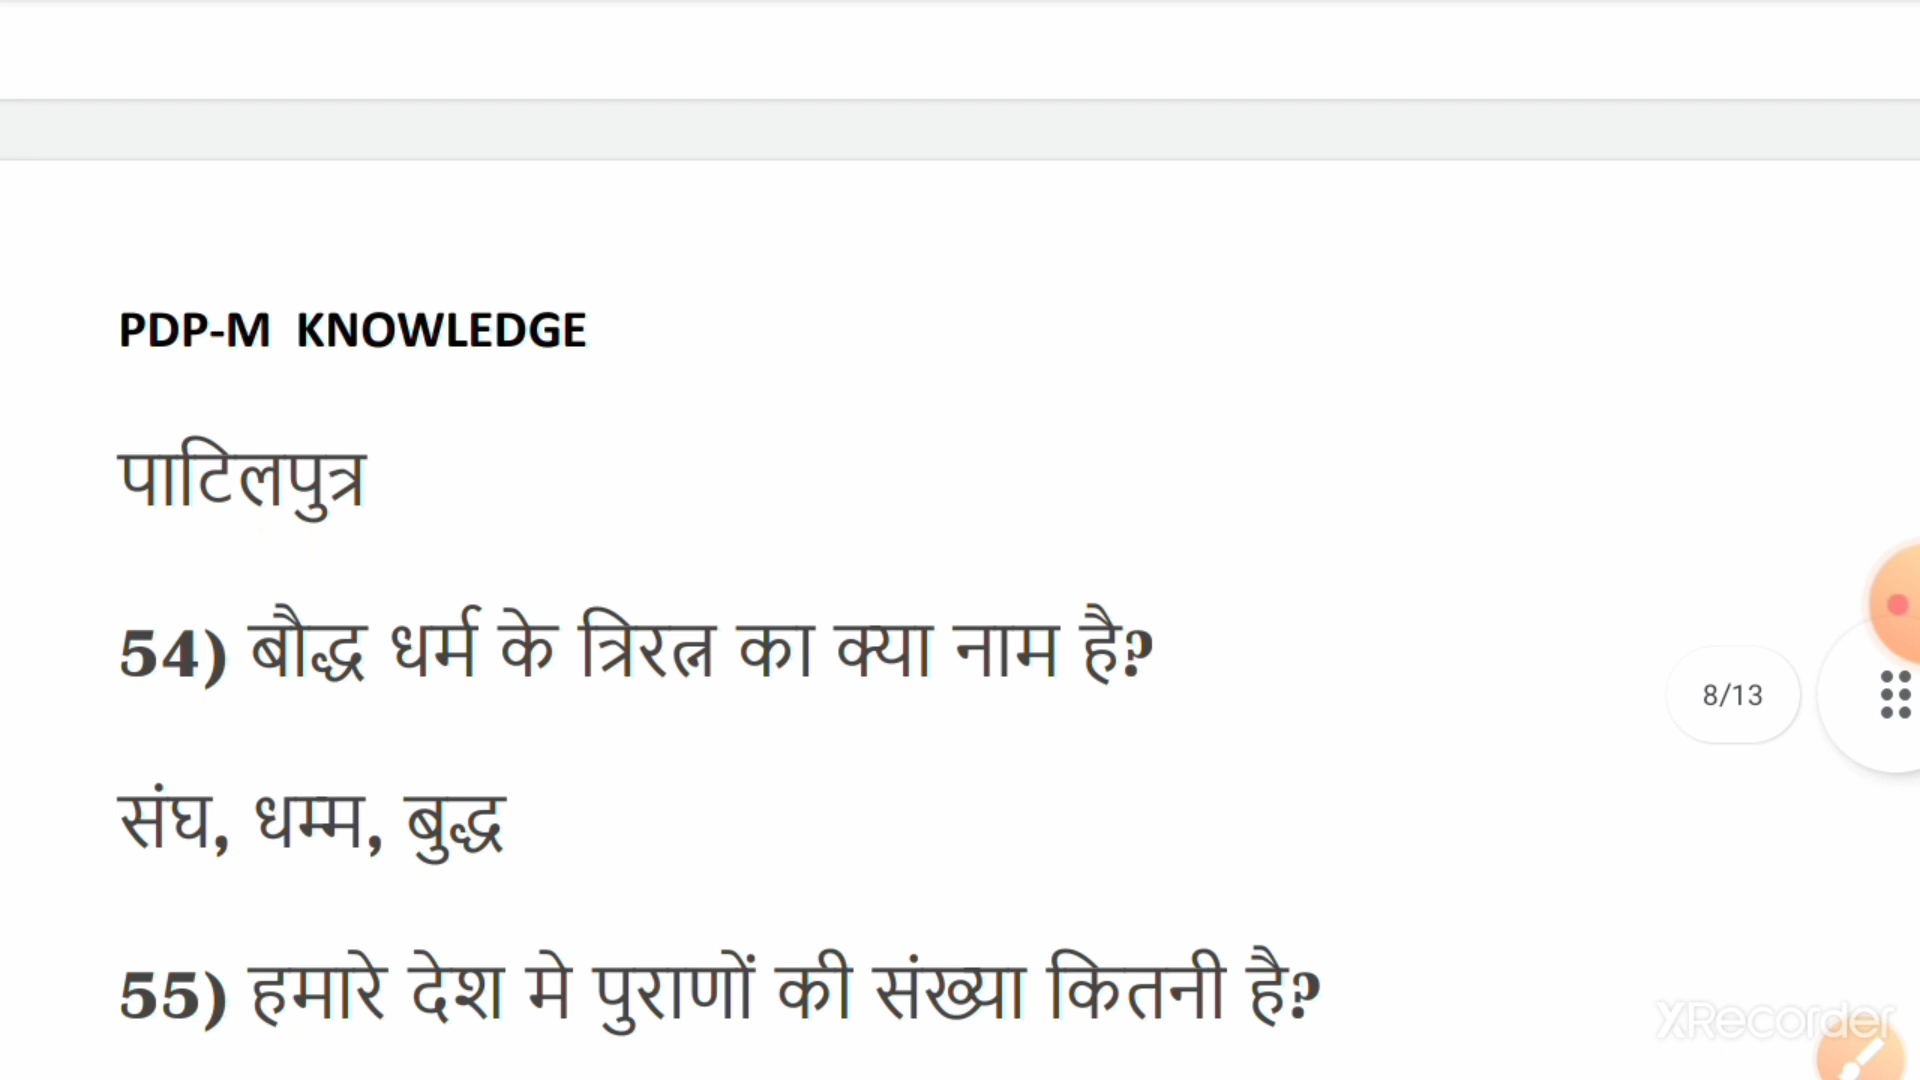 PDP-M KNOWLEDGE
पाटिलपुत्र
54) बौद्ध धर्म के त्रिरत्न का क्या नाम है?
8/13
संघ, धम्म, बुद्ध
55) हमारे देश मे पुराणों की संख्या कितनी है?
XRecorder